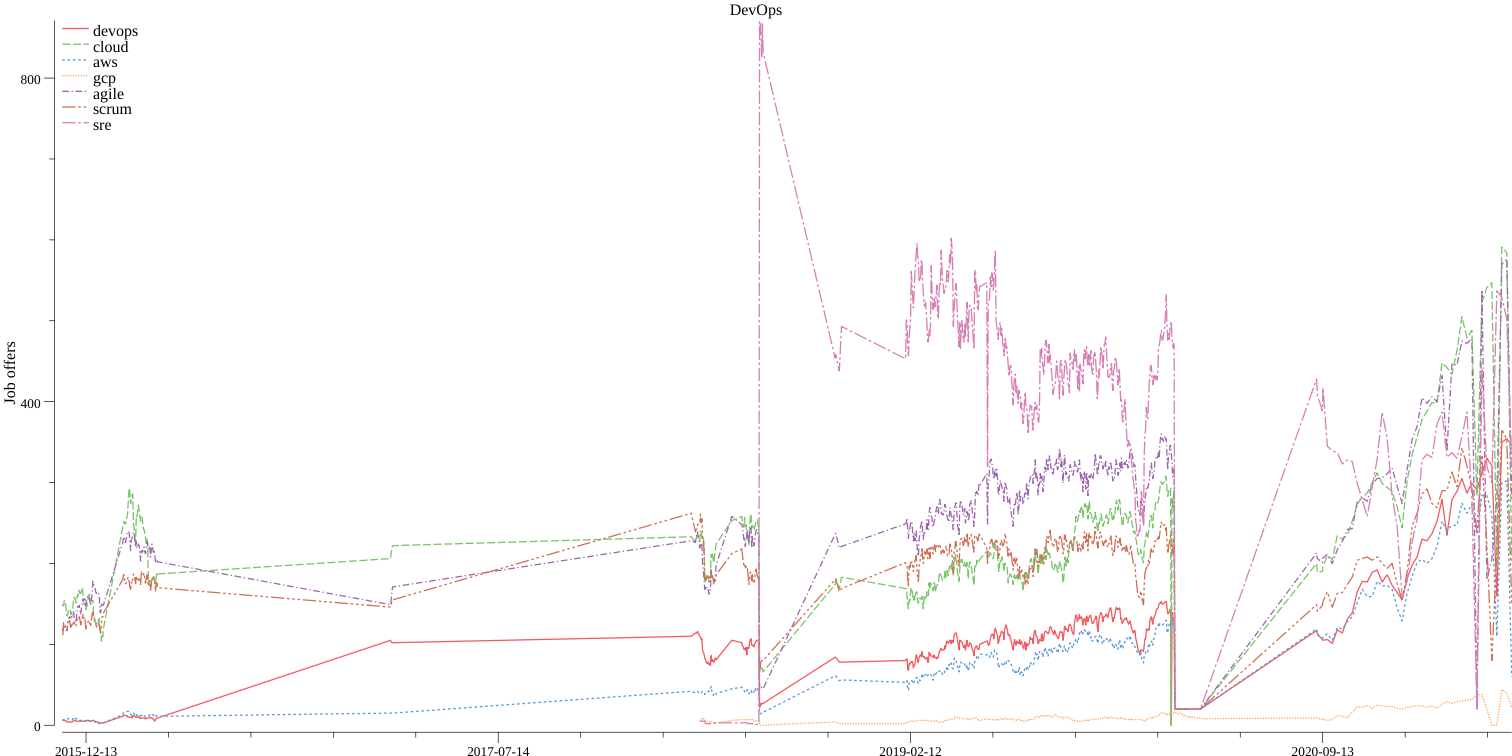 DevOps
devops
cloud
aws
gcp
agile
scrum
sre
800
400
0
Job offers
2015-12-13
2017-07-14
2019-02-12
2020-09-13